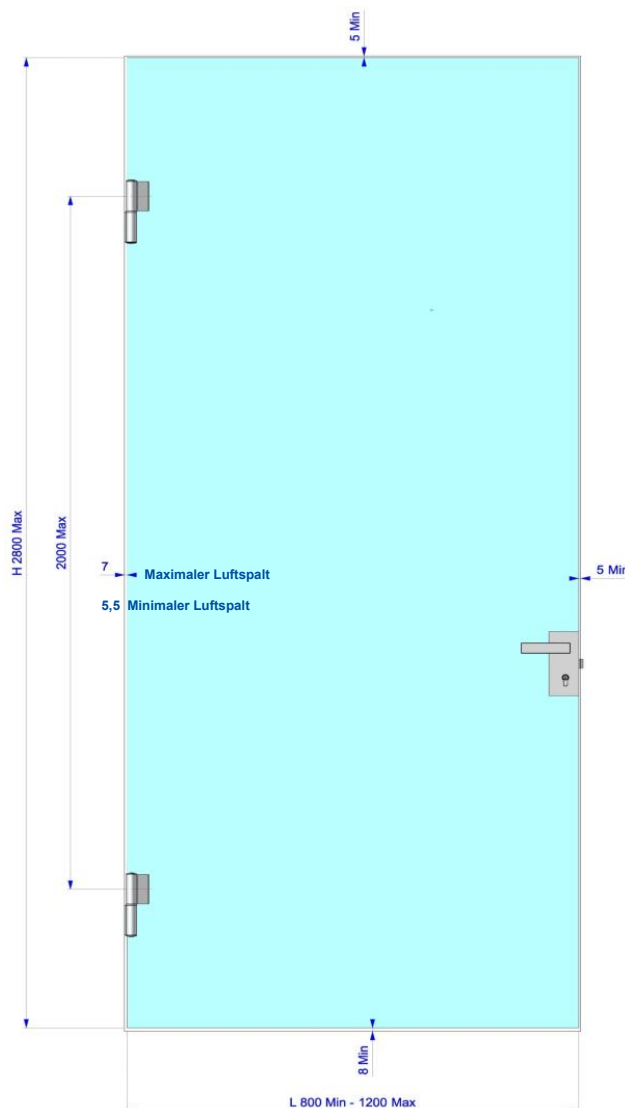 5 Min
H 2800 Max
2000 Max
7 Maximaler Luftspalt
5,5 Minimaler Luftspalt
5 Min
8 Min
L 800 Min - 1200 Max